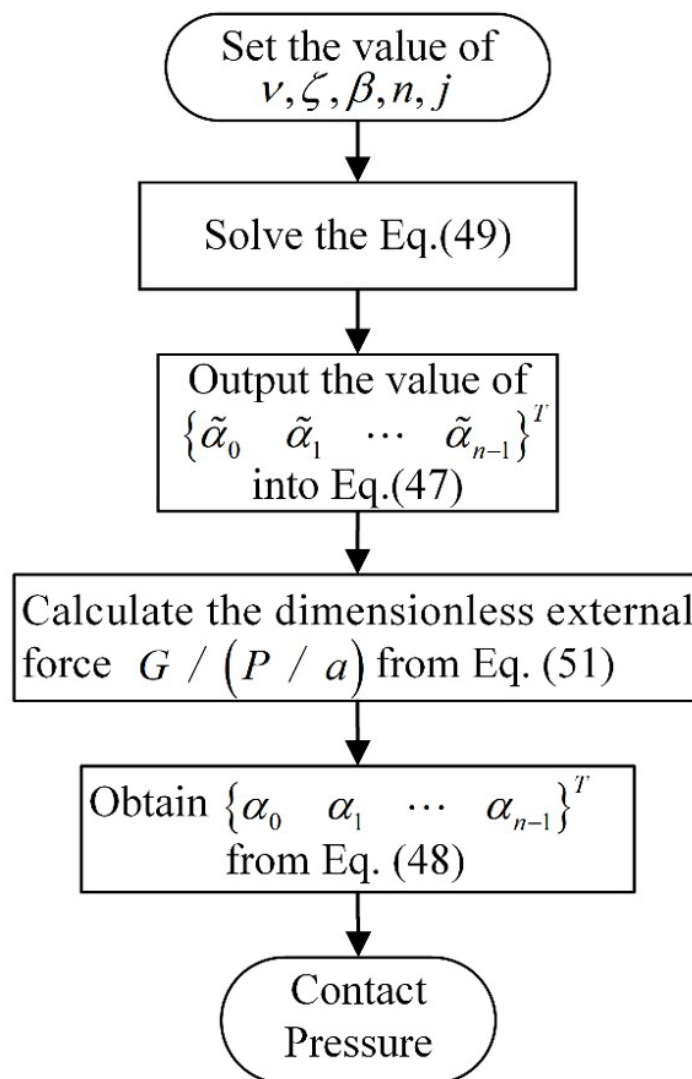 Set the value of
ν, ζ, β, n, j
Solve the Eq.(49)
Output the value of
{α̃₀ α̃₁ ⋯ α̃ₙ₋₁}ᵀ
into Eq.(47)
Calculate the dimensionless external
force G / (P / a) from Eq. (51)
Obtain {α₀ α₁ ⋯ αₙ₋₁}ᵀ
from Eq. (48)
Contact
Pressure